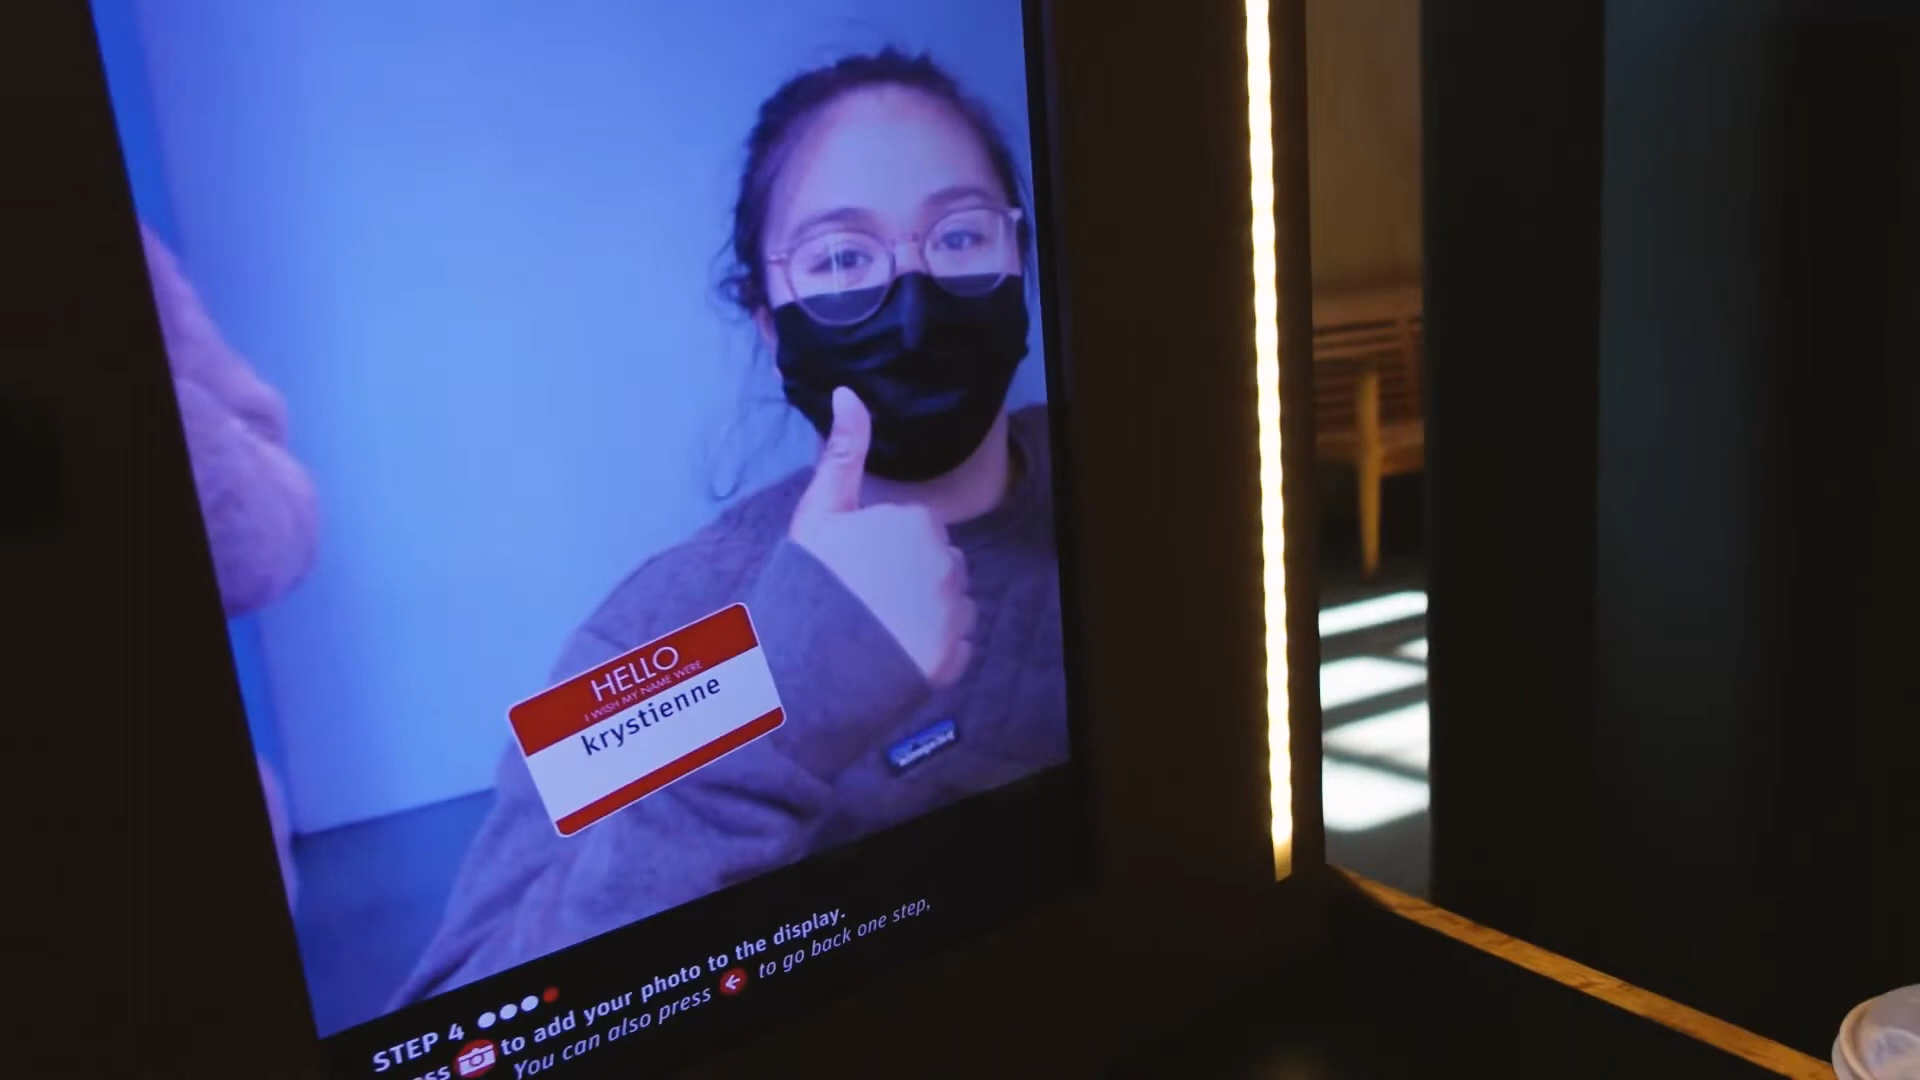 HELLO
I WISH MY NAME WERE
krystienne
STEP 4
to add your photo to the display.
You can also press to go back one step,